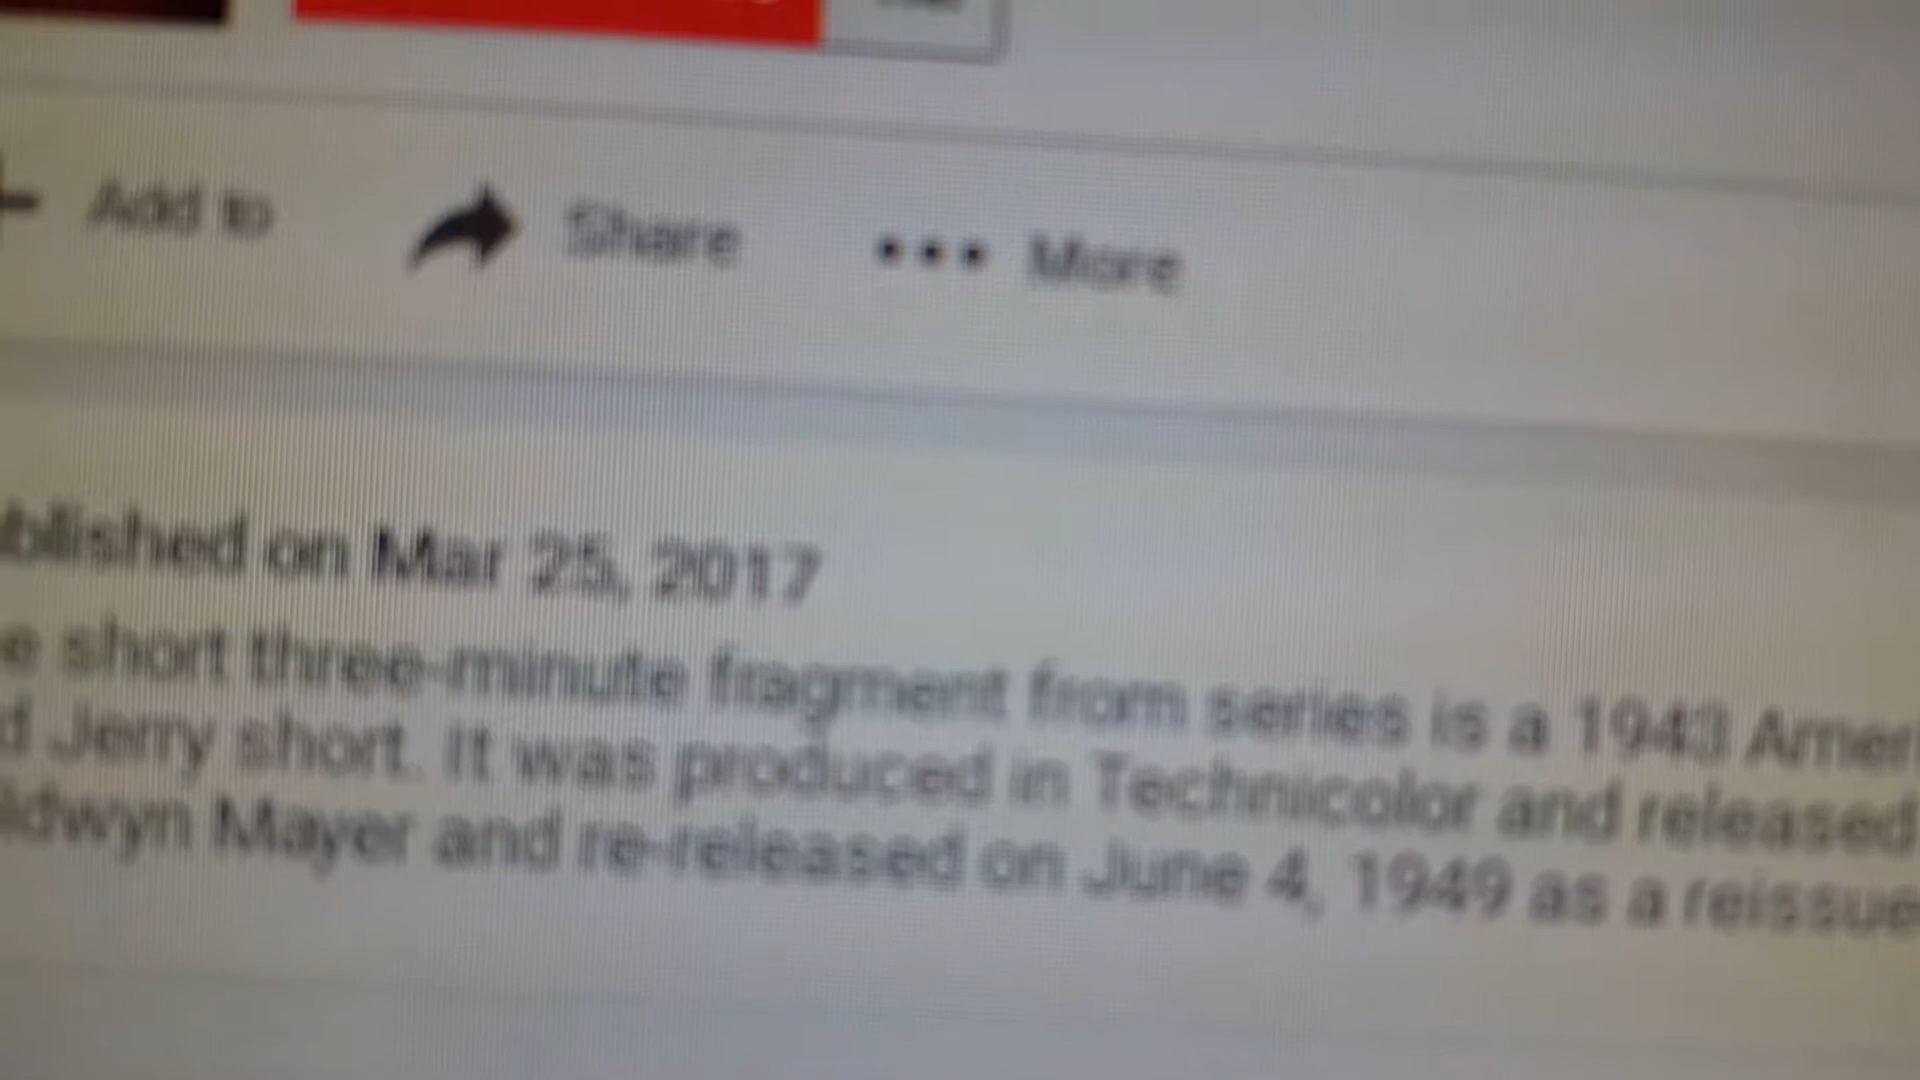 Add to Share ••• More
blished on Mar 25, 2017
e short three-minute fragment from series is a 1943 Ameri
d Jerry short. It was produced in Technicolor and released
ldwyn Mayer and re-released on June 4, 1949 as a reissue